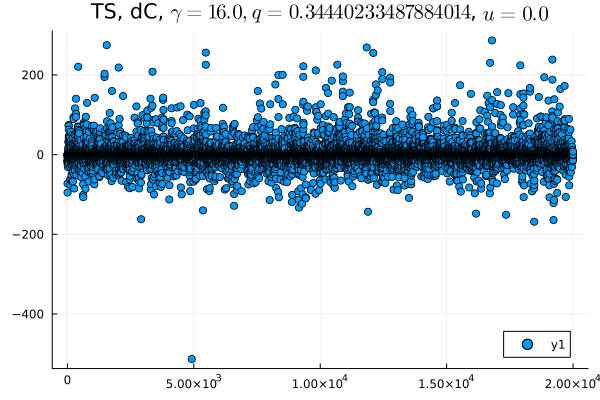 TS, dC, γ = 16.0, q = 0.34440233487884014, u = 0.0
200
0
−200
−400
y1
0 5.00×10³ 1.00×10⁴ 1.50×10⁴ 2.00×10⁴